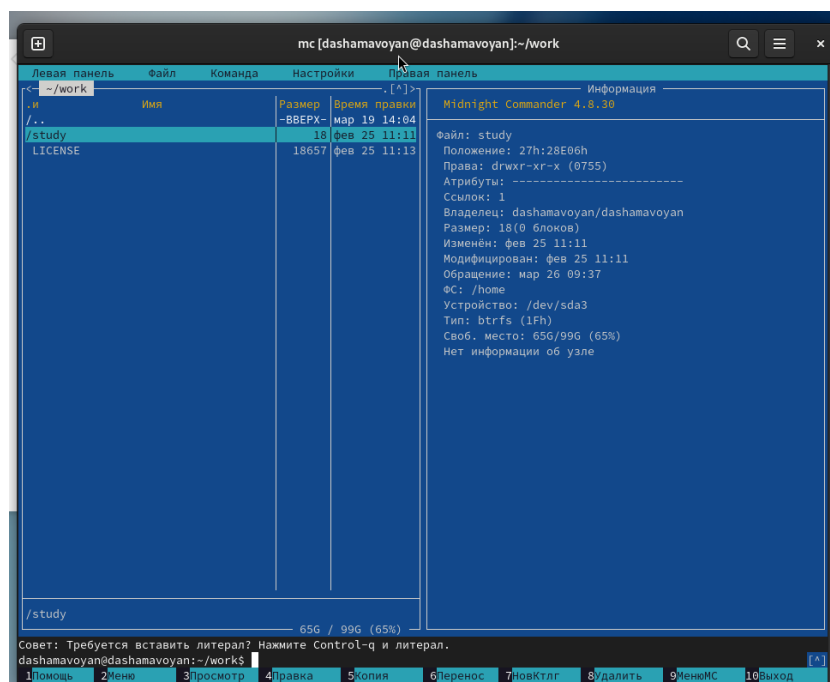 mc [dashamavoyan@dashamavoyan]:~/work
Левая панель Файл Команда Настройки Правая панель
<— ~/work .[^]>
.и Имя Размер Время правки
/.. -ВВЕРХ- мар 19 14:04
/study 18 фев 25 11:11
LICENSE 18657 фев 25 11:13
/study
65G / 99G (65%)
Информация
Midnight Commander 4.8.30
Файл: study
Положение: 27h:28E06h
Права: drwxr-xr-x (0755)
Атрибуты: -------------------------
Ссылок: 1
Владелец: dashamavoyan/dashamavoyan
Размер: 18(0 блоков)
Изменён: фев 25 11:11
Модифицирован: фев 25 11:11
Обращение: мар 26 09:37
ФС: /home
Устройство: /dev/sda3
Тип: btrfs (1Fh)
Своб. место: 65G/99G (65%)
Нет информации об узле
Совет: Требуется вставить литерал? Нажмите Control-q и литерал.
dashamavoyan@dashamavoyan:~/work$ [^]
1Помощь 2Меню 3Просмотр 4Правка 5Копия 6Перенос 7НовКтлг 8Удалить 9МенюМС 10Выход